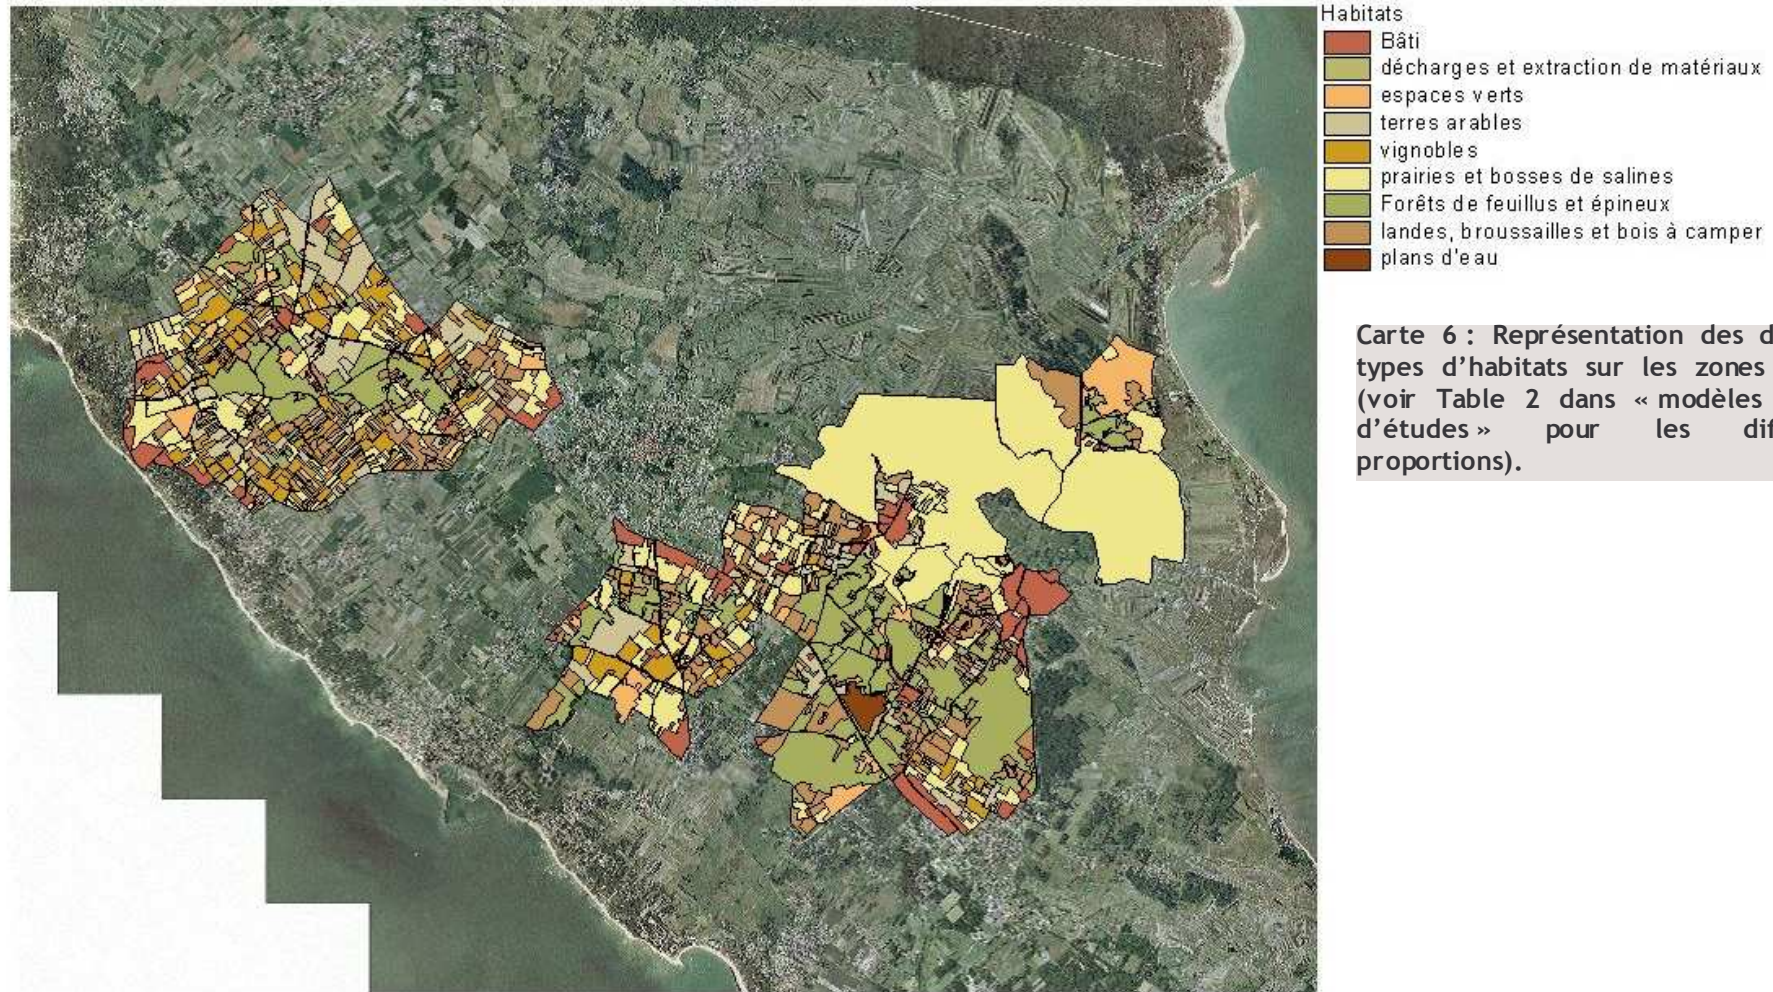 Habitats
Bâti
décharges et extraction de matériaux
espaces verts
terres arables
vignobles
prairies et bosses de salines
Forêts de feuillus et épineux
landes, broussailles et bois à camper
plans d'eau
Carte 6 : Représentation des d
types d’habitats sur les zones
(voir Table 2 dans « modèles
d’études » pour les dif
proportions).